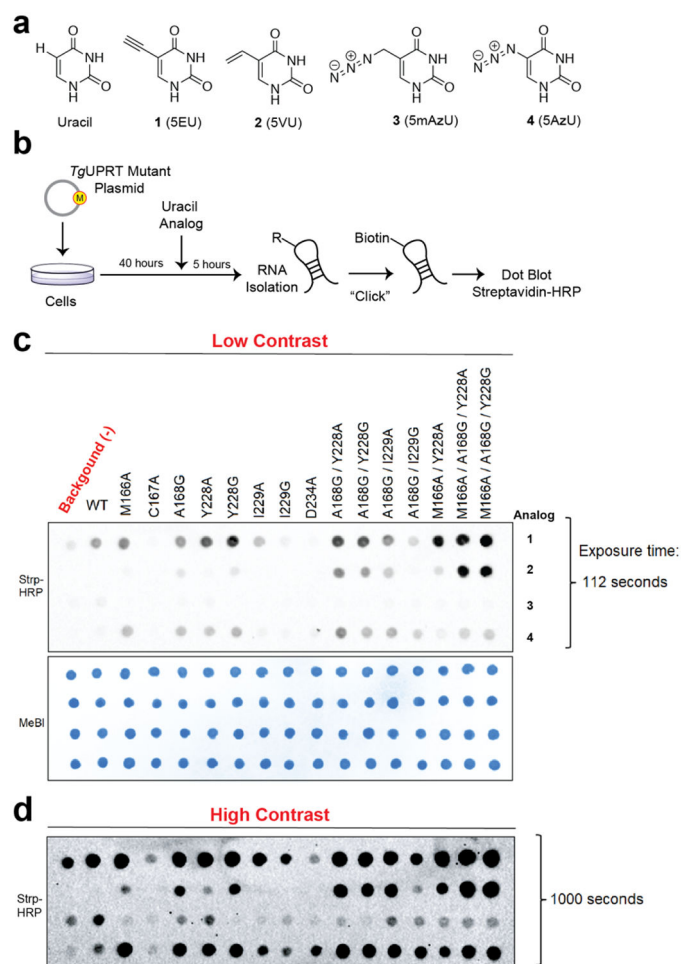 a
H
O
NH
N
H
O
Uracil
O
NH
N
H
O
1 (5EU)
O
NH
N
H
O
2 (5VU)
⊖ ⊕
N=N=N
O
NH
N
H
O
3 (5mAzU)
⊖ ⊕
N=N=N
O
NH
N
H
O
4 (5AzU)
b
TgUPRT Mutant
Plasmid
M
Uracil
Analog
Cells
40 hours
5 hours
RNA
Isolation
R
"Click"
Biotin
Dot Blot
Streptavidin-HRP
c
Low Contrast
Backgound (-)
WT
M166A
C167A
A168G
Y228A
Y228G
I229A
I229G
D234A
A168G / Y228A
A168G / Y228G
A168G / I229A
A168G / I229G
M166A / Y228A
M166A / A168G / Y228A
M166A / A168G / Y228G
Analog
1
2
3
4
Strp-
HRP
Exposure time:
112 seconds
MeBl
d
High Contrast
Strp-
HRP
1000 seconds